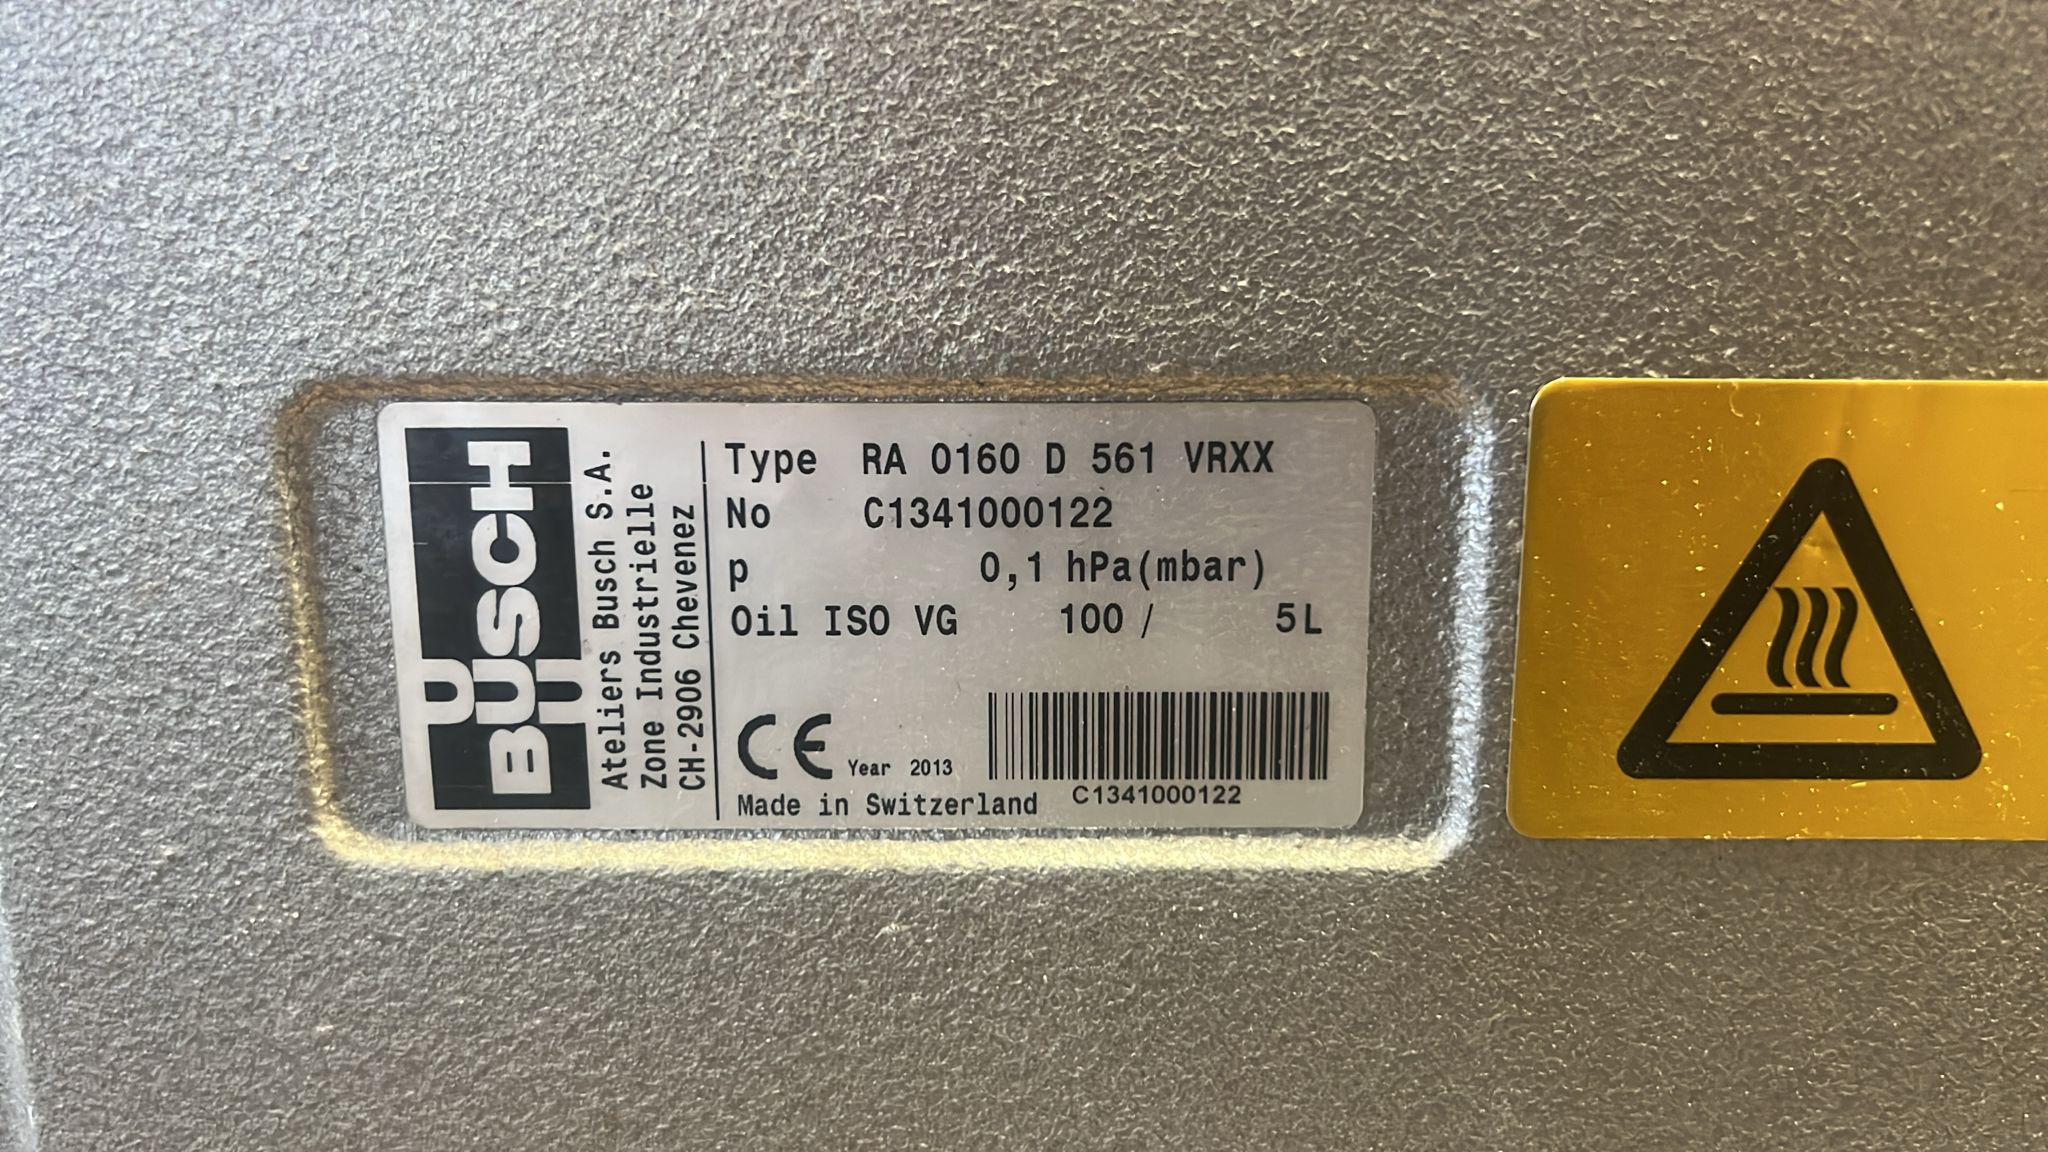 BUSCH
Ateliers Busch S.A.
Zone Industrielle
CH-2906 Chevenez
Type RA 0160 D 561 VRXX
No C1341000122
p 0,1 hPa(mbar)
Oil ISO VG 100 / 5L
CE Year 2013
Made in Switzerland
C1341000122